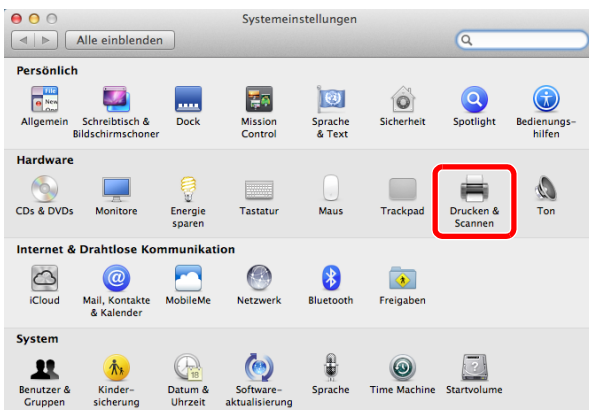 Systemeinstellungen
Alle einblenden
Persönlich
File
New
Allgemein
Schreibtisch &
Bildschirmschoner
Dock
Mission
Control
Sprache
& Text
Sicherheit
Spotlight
Bedienungs-
hilfen
Hardware
CDs & DVDs
Monitore
Energie
sparen
Tastatur
Maus
Trackpad
Drucken &
Scannen
Ton
Internet & Drahtlose Kommunikation
iCloud
@
Mail, Kontakte
& Kalender
MobileMe
Netzwerk
Bluetooth
Freigaben
System
Benutzer &
Gruppen
Kinder-
sicherung
18
Datum &
Uhrzeit
Software-
aktualisierung
Sprache
Time Machine
?
Startvolume